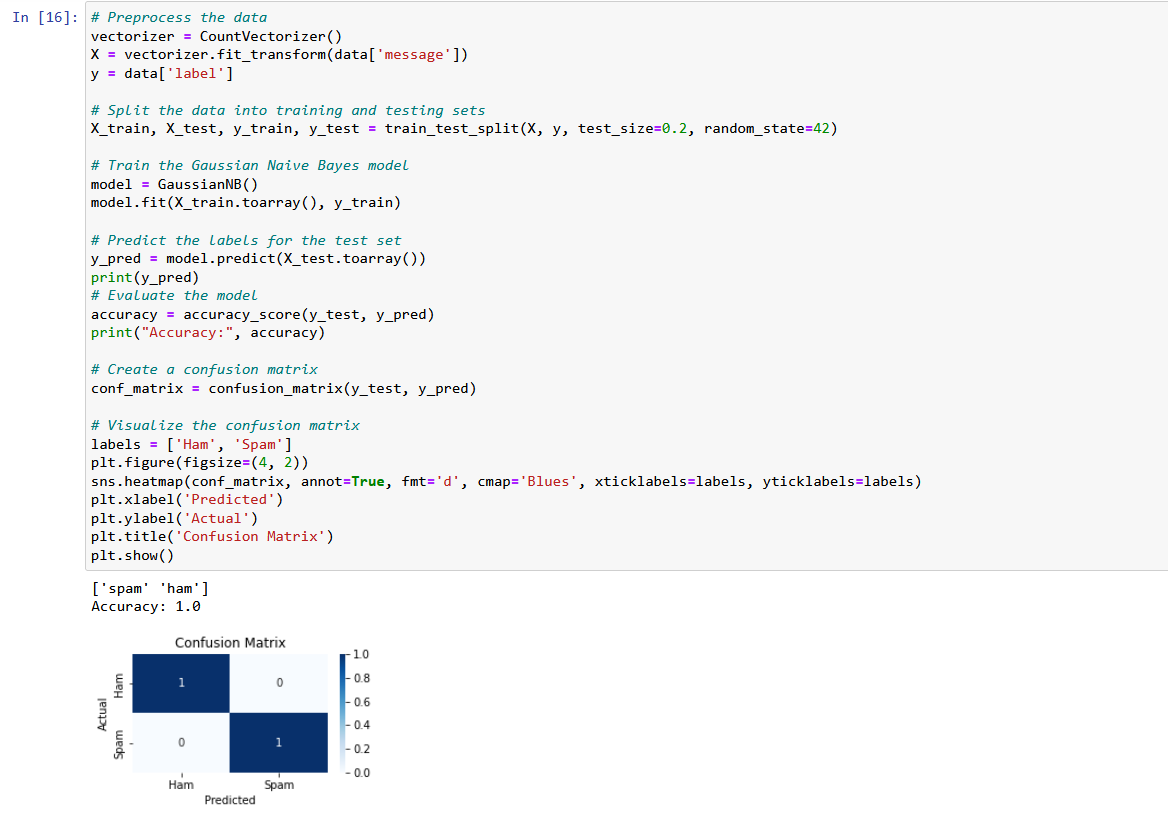 In [16]:
# Preprocess the data
vectorizer = CountVectorizer()
X = vectorizer.fit_transform(data['message'])
y = data['label']
# Split the data into training and testing sets
X_train, X_test, y_train, y_test = train_test_split(X, y, test_size=0.2, random_state=42)
# Train the Gaussian Naive Bayes model
model = GaussianNB()
model.fit(X_train.toarray(), y_train)
# Predict the labels for the test set
y_pred = model.predict(X_test.toarray())
print(y_pred)
# Evaluate the model
accuracy = accuracy_score(y_test, y_pred)
print("Accuracy:", accuracy)
# Create a confusion matrix
conf_matrix = confusion_matrix(y_test, y_pred)
# Visualize the confusion matrix
labels = ['Ham', 'Spam']
plt.figure(figsize=(4, 2))
sns.heatmap(conf_matrix, annot=True, fmt='d', cmap='Blues', xticklabels=labels, yticklabels=labels)
plt.xlabel('Predicted')
plt.ylabel('Actual')
plt.title('Confusion Matrix')
plt.show()
['spam' 'ham']
Accuracy: 1.0
Confusion Matrix
Actual
Ham
1 0
Spam
0 1
Ham Spam
Predicted
1.0
0.8
0.6
0.4
0.2
0.0